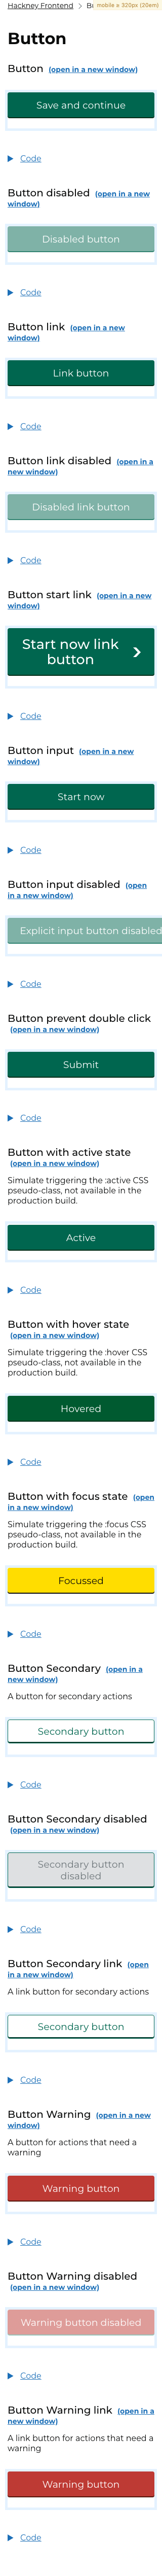 Hackney Frontend
mobile ≥ 320px (20em)
Button
Button (open in a new window)
Save and continue
Code
Button disabled (open in a new
window)
Disabled button
Code
Button link (open in a new
window)
Link button
Code
Button link disabled (open in a
new window)
Disabled link button
Code
Button start link (open in a new
window)
Start now link
button
Code
Button input (open in a new
window)
Start now
Code
Button input disabled (open
in a new window)
Explicit input button disabled
Code
Button prevent double click
(open in a new window)
Submit
Code
Button with active state
(open in a new window)
Simulate triggering the :active CSS
pseudo-class, not available in the
production build.
Active
Code
Button with hover state
(open in a new window)
Simulate triggering the :hover CSS
pseudo-class, not available in the
production build.
Hovered
Code
Button with focus state (open
in a new window)
Simulate triggering the :focus CSS
pseudo-class, not available in the
production build.
Focussed
Code
Button Secondary (open in a
new window)
A button for secondary actions
Secondary button
Code
Button Secondary disabled
(open in a new window)
Secondary button
disabled
Code
Button Secondary link (open
in a new window)
A link button for secondary actions
Secondary button
Code
Button Warning (open in a new
window)
A button for actions that need a
warning
Warning button
Code
Button Warning disabled
(open in a new window)
Warning button disabled
Code
Button Warning link (open in a
new window)
A link button for actions that need a
warning
Warning button
Code